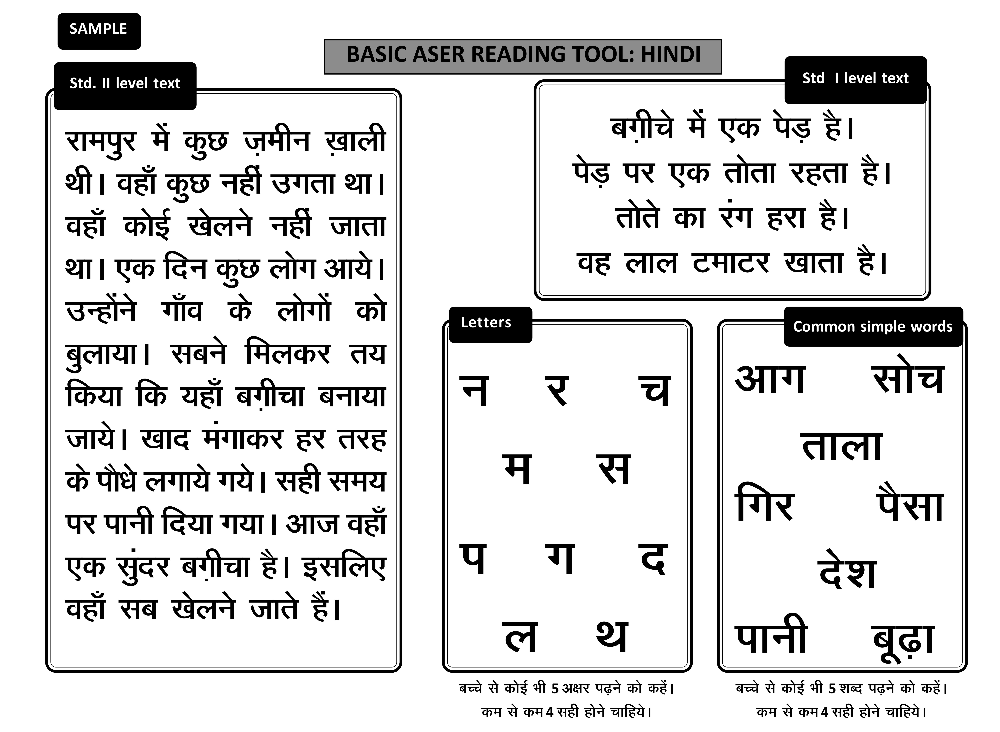 SAMPLE
BASIC ASER READING TOOL: HINDI
Std. II level text
रामपुर में कुछ ज़मीन ख़ाली
थी। वहाँ कुछ नहीं उगता था।
वहाँ कोई खेलने नहीं जाता
था। एक दिन कुछ लोग आये।
उन्होंने गाँव के लोगों को
बुलाया। सबने मिलकर तय
किया कि यहाँ बग़ीचा बनाया
जाये। खाद मंगाकर हर तरह
के पौधे लगाये गये। सही समय
पर पानी दिया गया। आज वहाँ
एक सुंदर बग़ीचा है। इसलिए
वहाँ सब खेलने जाते हैं।
Std I level text
बग़ीचे में एक पेड़ है।
पेड़ पर एक तोता रहता है।
तोते का रंग हरा है।
वह लाल टमाटर खाता है।
Letters
न र च
म स
प ग द
ल थ
बच्चे से कोई भी 5 अक्षर पढ़ने को कहें।
कम से कम 4 सही होने चाहिये।
Common simple words
आग सोच
ताला
गिर पैसा
देश
पानी बूढ़ा
बच्चे से कोई भी 5 शब्द पढ़ने को कहें।
कम से कम 4 सही होने चाहिये।